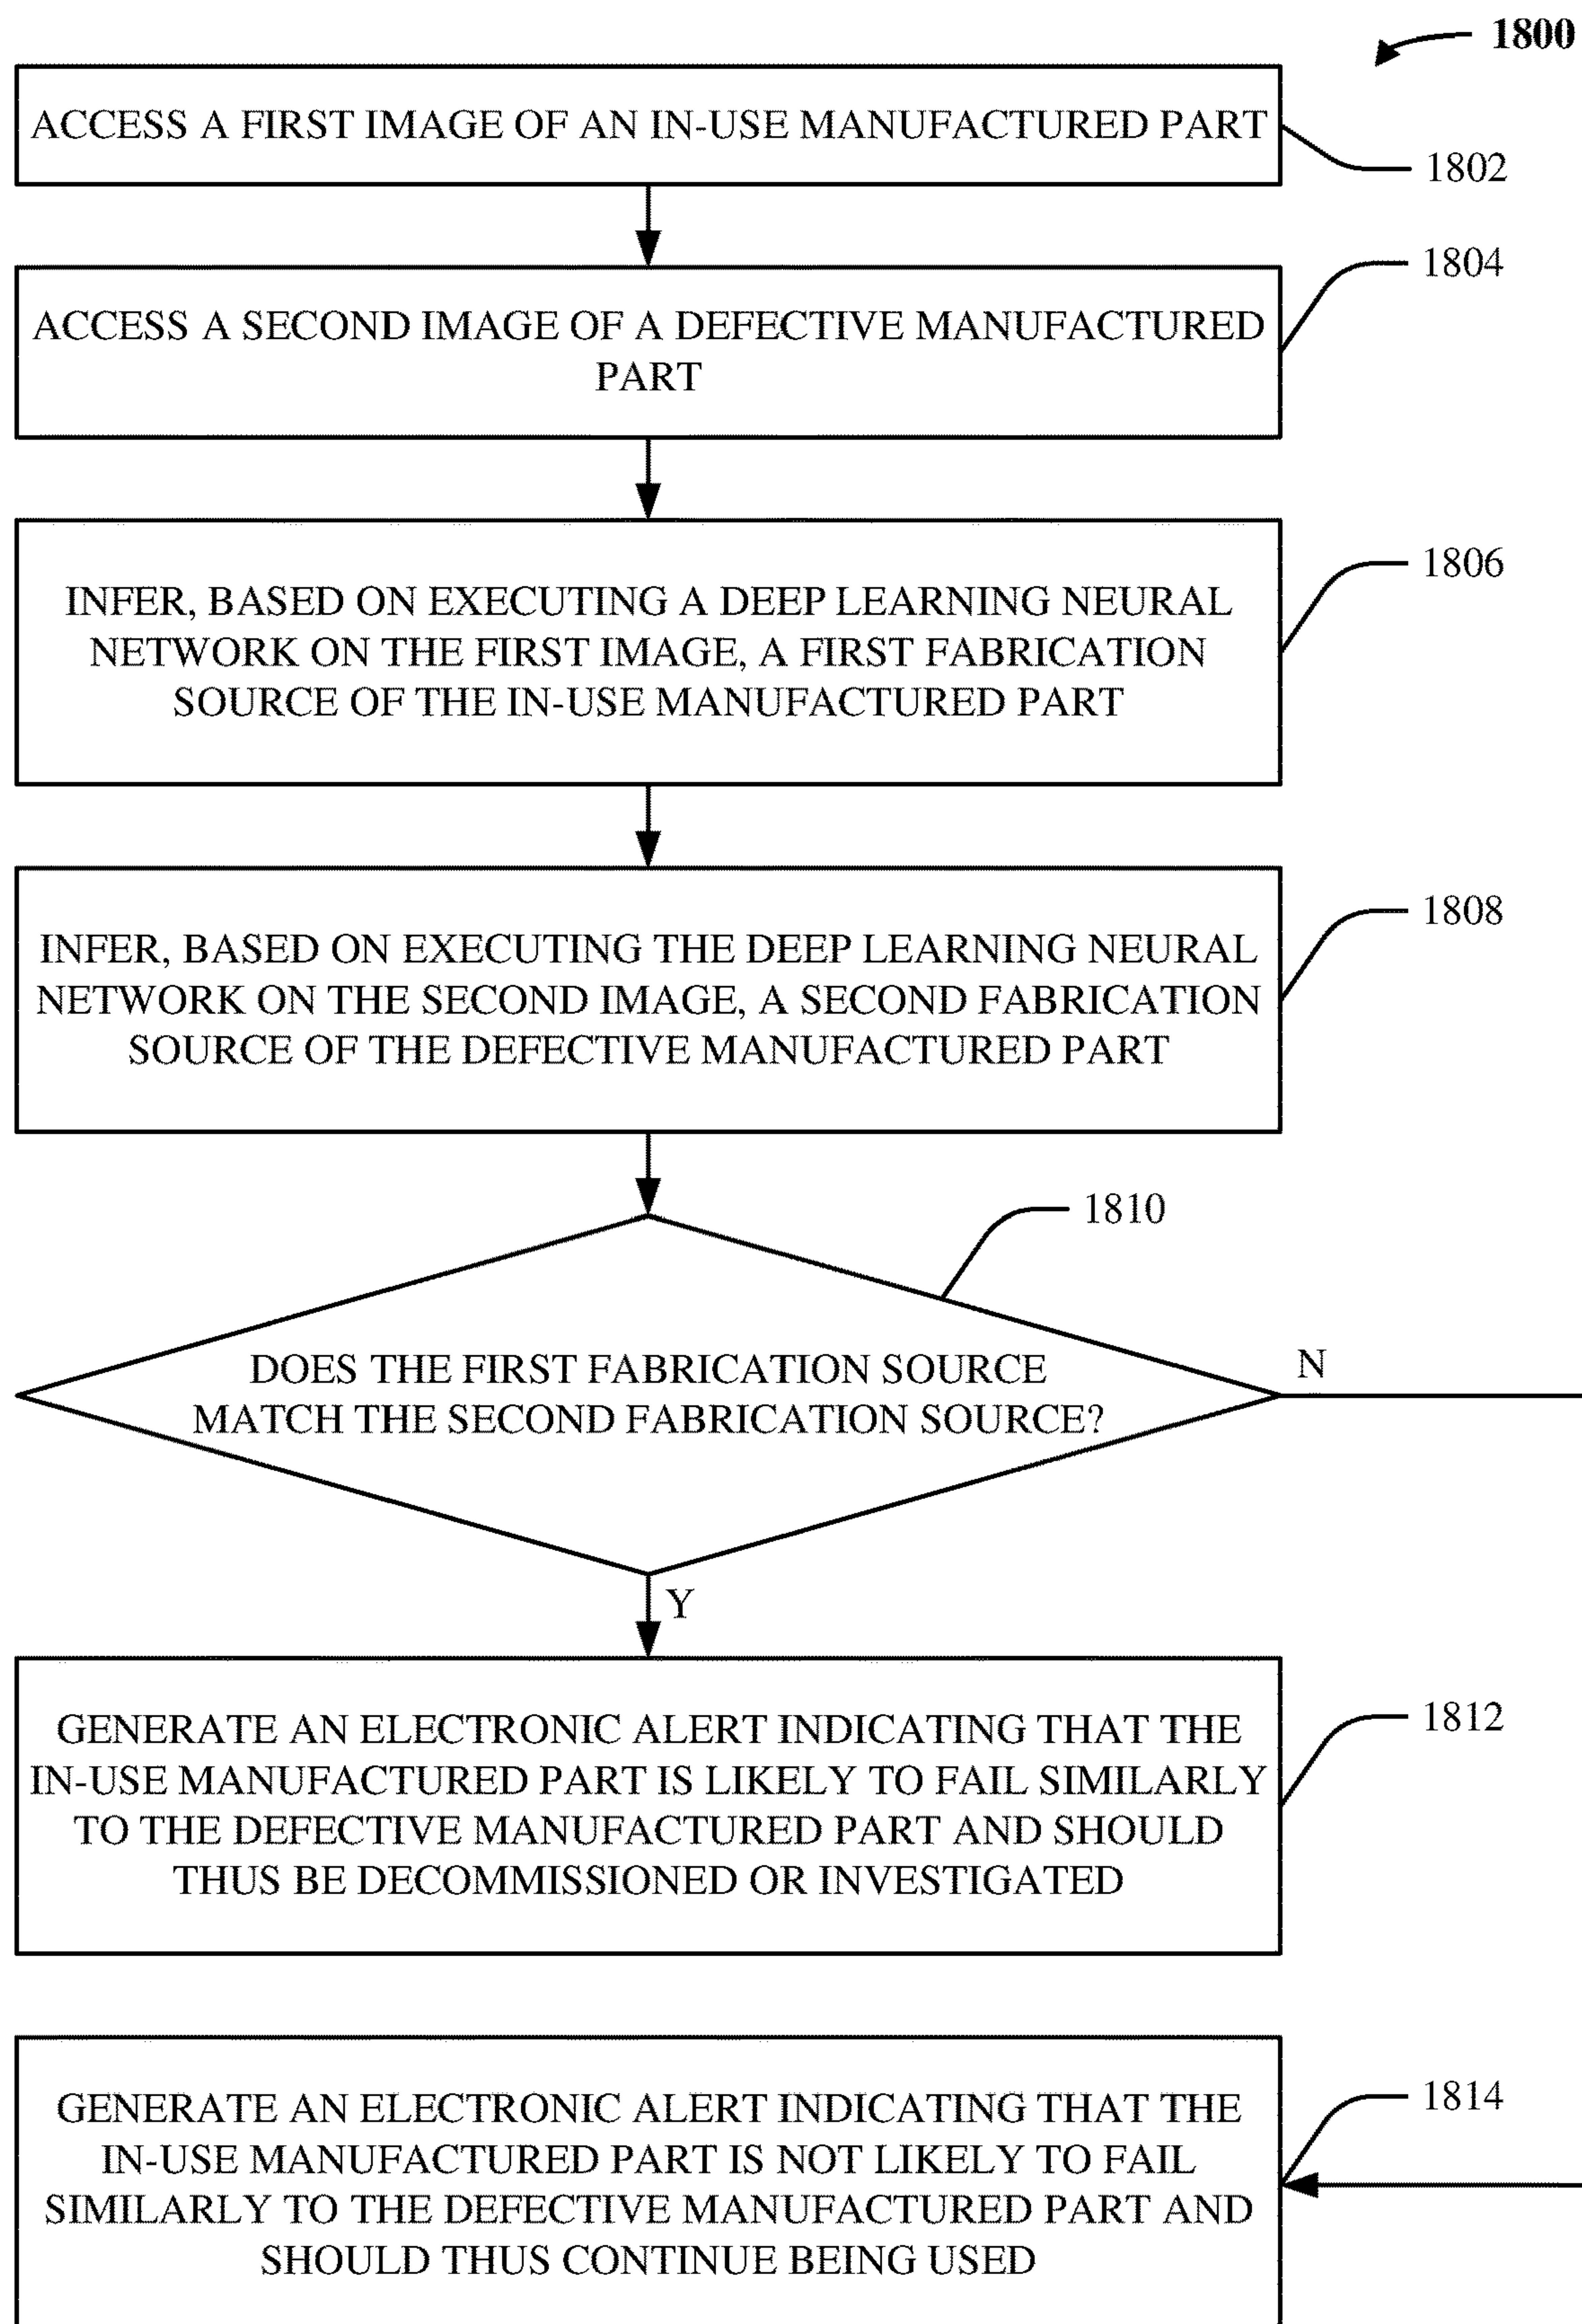 1800
ACCESS A FIRST IMAGE OF AN IN-USE MANUFACTURED PART
1802
1804
ACCESS A SECOND IMAGE OF A DEFECTIVE MANUFACTURED
PART
1806
INFER, BASED ON EXECUTING A DEEP LEARNING NEURAL
NETWORK ON THE FIRST IMAGE, A FIRST FABRICATION
SOURCE OF THE IN-USE MANUFACTURED PART
1808
INFER, BASED ON EXECUTING THE DEEP LEARNING NEURAL
NETWORK ON THE SECOND IMAGE, A SECOND FABRICATION
SOURCE OF THE DEFECTIVE MANUFACTURED PART
1810
N
DOES THE FIRST FABRICATION SOURCE
MATCH THE SECOND FABRICATION SOURCE?
Y
1812
GENERATE AN ELECTRONIC ALERT INDICATING THAT THE
IN-USE MANUFACTURED PART IS LIKELY TO FAIL SIMILARLY
TO THE DEFECTIVE MANUFACTURED PART AND SHOULD
THUS BE DECOMMISSIONED OR INVESTIGATED
1814
GENERATE AN ELECTRONIC ALERT INDICATING THAT THE
IN-USE MANUFACTURED PART IS NOT LIKELY TO FAIL
SIMILARLY TO THE DEFECTIVE MANUFACTURED PART AND
SHOULD THUS CONTINUE BEING USED